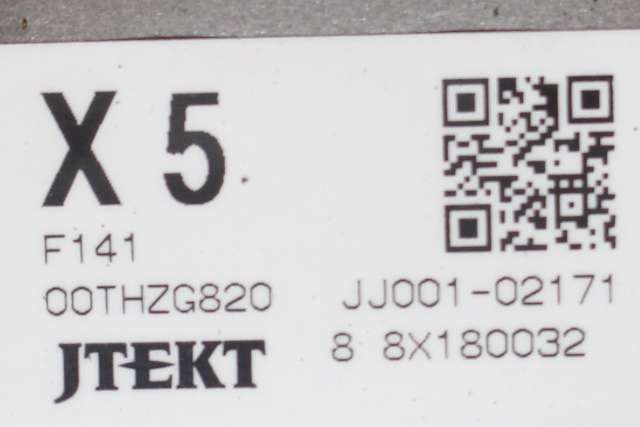 X 5
F141
00THZG820 JJ001-02171
JTEKT 8 8X180032